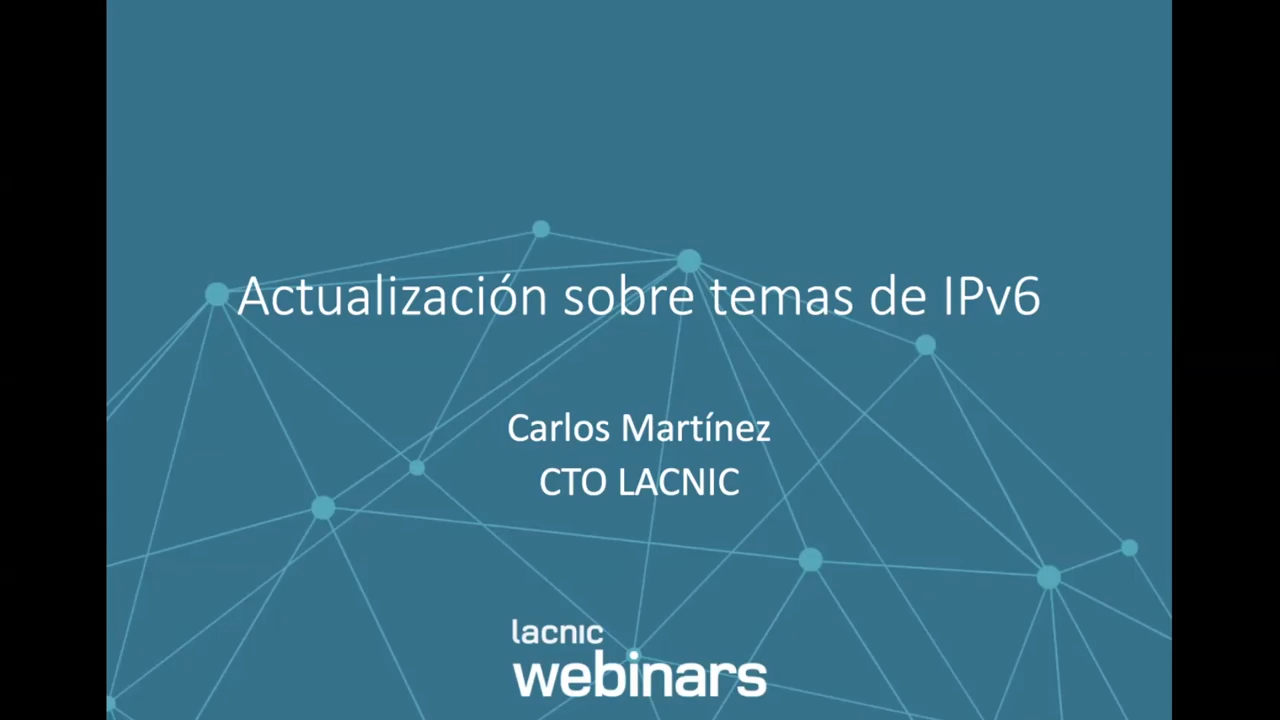 Actualización sobre temas de IPv6
Carlos Martínez
CTO LACNIC
lacnic
webinars